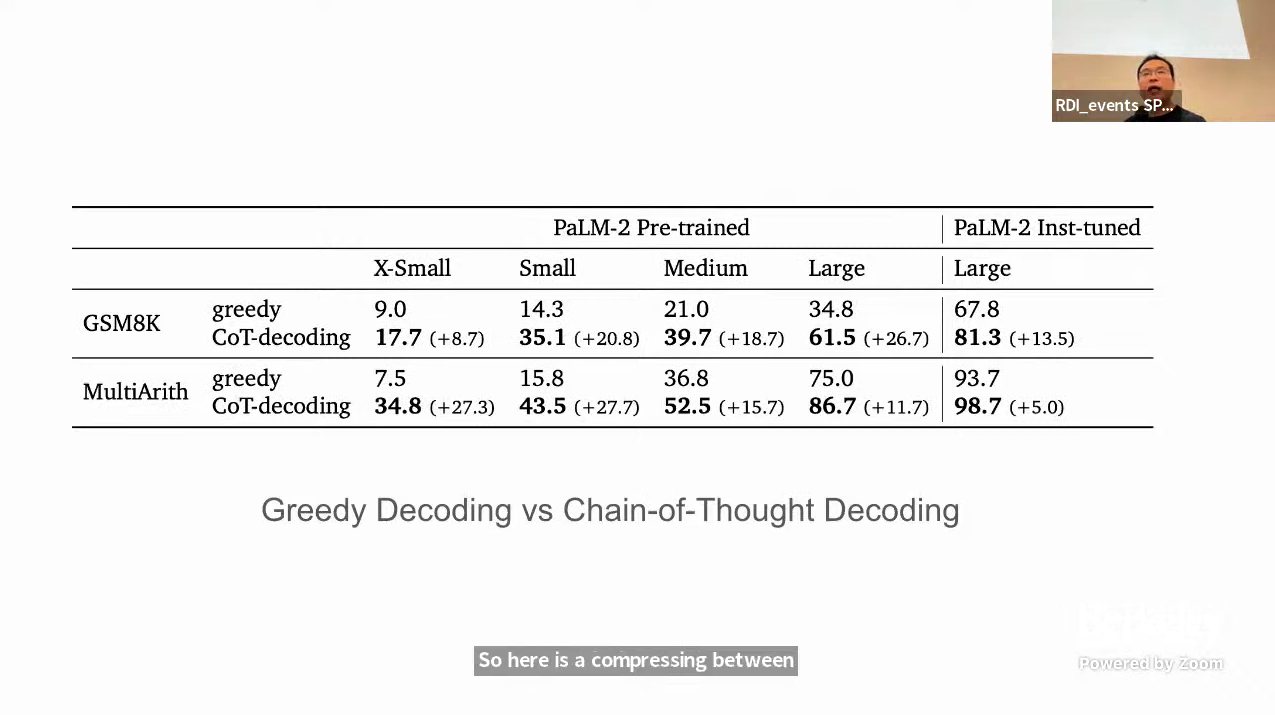 RDI_events SP...
PaLM-2 Pre-trained PaLM-2 Inst-tuned
X-Small Small Medium Large Large
GSM8K
greedy 9.0 14.3 21.0 34.8 67.8
CoT-decoding 17.7 (+8.7) 35.1 (+20.8) 39.7 (+18.7) 61.5 (+26.7) 81.3 (+13.5)
MultiArith
greedy 7.5 15.8 36.8 75.0 93.7
CoT-decoding 34.8 (+27.3) 43.5 (+27.7) 52.5 (+15.7) 86.7 (+11.7) 98.7 (+5.0)
Greedy Decoding vs Chain-of-Thought Decoding
So here is a compressing between
Powered by Zoom